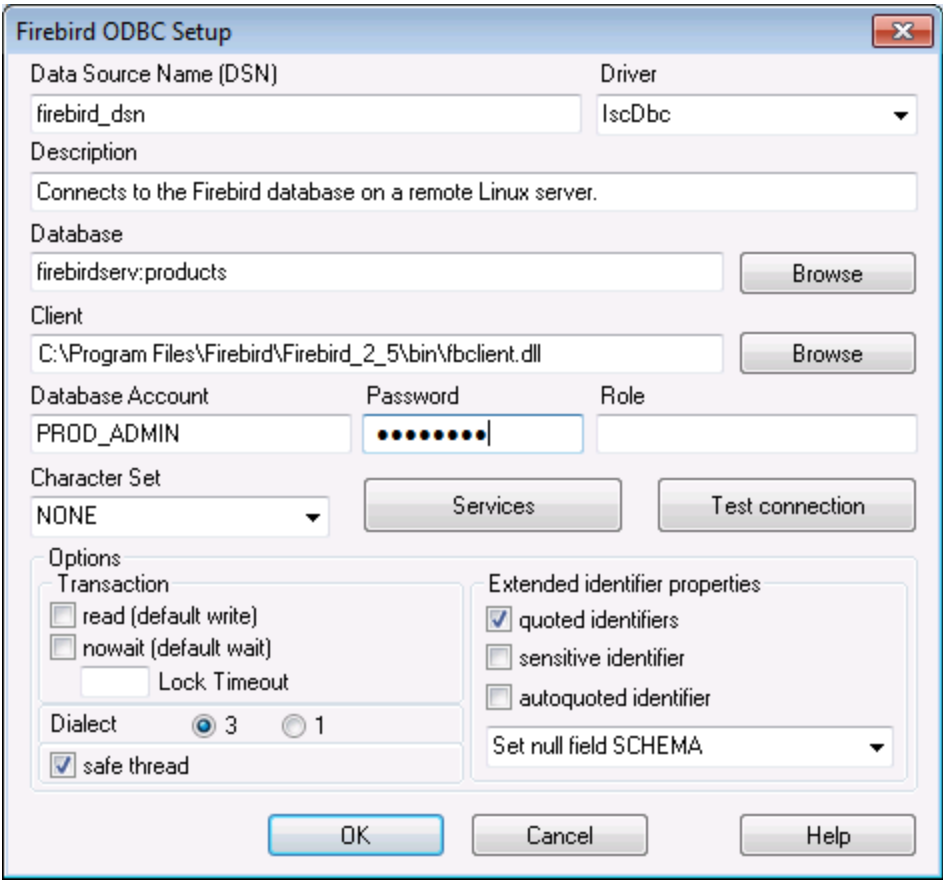 Firebird ODBC Setup
Data Source Name (DSN) Driver
firebird_dsn IscDbc
Description
Connects to the Firebird database on a remote Linux server.
Database
firebirdserv:products Browse
Client
C:\Program Files\Firebird\Firebird_2_5\bin\fbclient.dll Browse
Database Account Password Role
PROD_ADMIN ••••••••
Character Set
NONE Services Test connection
Options
Transaction Extended identifier properties
read (default write) quoted identifiers
nowait (default wait) sensitive identifier
Lock Timeout autoquoted identifier
Dialect 3 1 Set null field SCHEMA
safe thread
OK Cancel Help